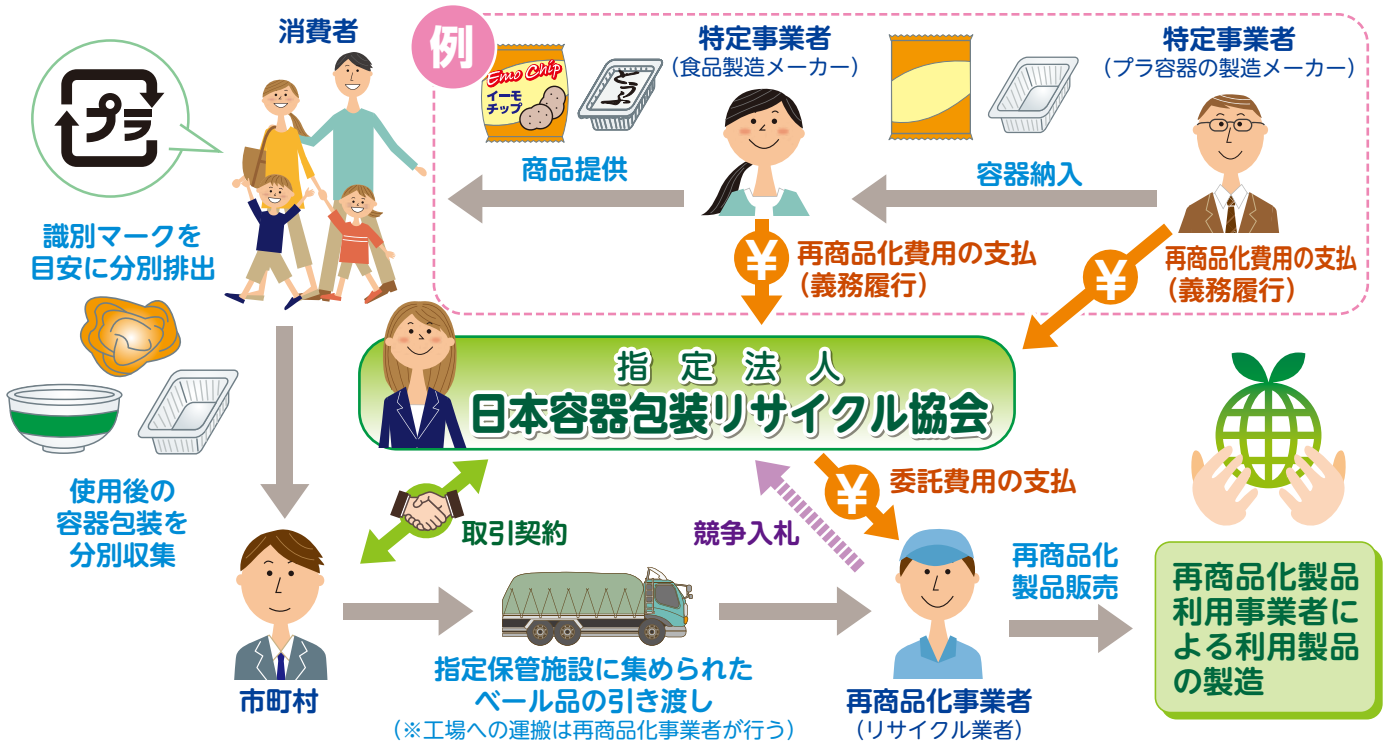 消費者
プラ
識別マークを
目安に分別排出
例
Emo Chip
イーモ
チップ
とうふ
特定事業者
(食品製造メーカー)
特定事業者
(プラ容器の製造メーカー)
商品提供
容器納入
¥
再商品化費用の支払
(義務履行)
¥
再商品化費用の支払
(義務履行)
指定法人
日本容器包装リサイクル協会
使用後の
容器包装を
分別収集
取引契約
競争入札
¥
委託費用の支払
市町村
指定保管施設に集められた
ベール品の引き渡し
(※工場への運搬は再商品化事業者が行う)
再商品化事業者
(リサイクル業者)
再商品化
製品販売
再商品化製品
利用事業者に
よる利用製品
の製造